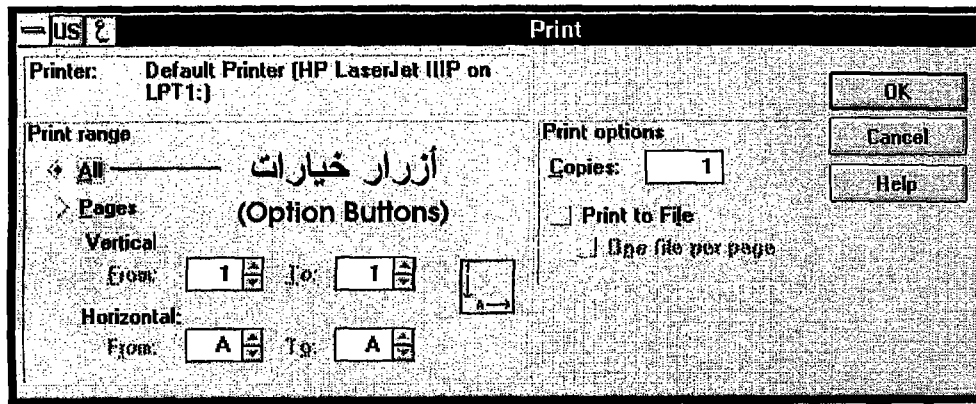 US Print
Printer: Default Printer (HP LaserJet IIIP on
LPT1:)
OK
Print range
Print options
Cancel
All
أزرار خيارات
Copies: 1
Help
Pages
(Option Buttons)
Print to File
Vertical
One file per page
From: 1 To: 1
A
Horizontal:
From: A To: A